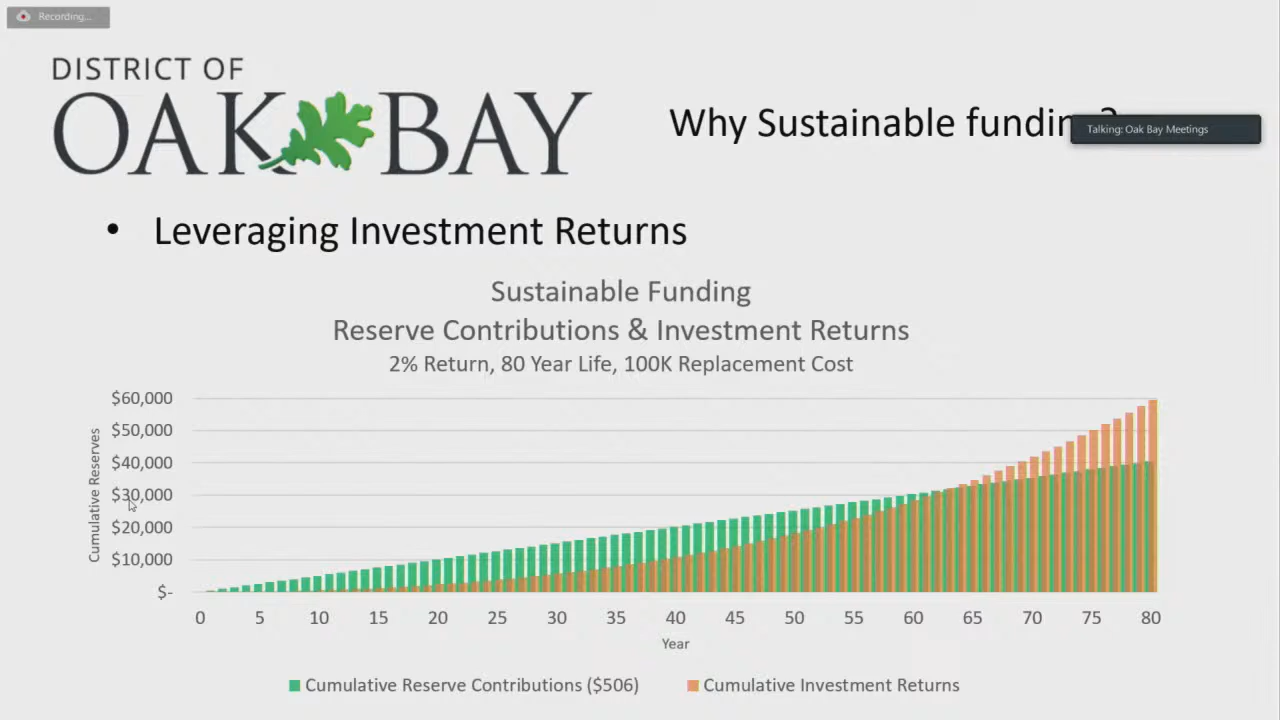 Recording...
DISTRICT OF
OAK BAY
Why Sustainable funding?
Talking: Oak Bay Meetings
• Leveraging Investment Returns
Sustainable Funding
Reserve Contributions & Investment Returns
2% Return, 80 Year Life, 100K Replacement Cost
Cumulative Reserves
$60,000
$50,000
$40,000
$30,000
$20,000
$10,000
$-
0 5 10 15 20 25 30 35 40 45 50 55 60 65 70 75 80
Year
Cumulative Reserve Contributions ($506) Cumulative Investment Returns